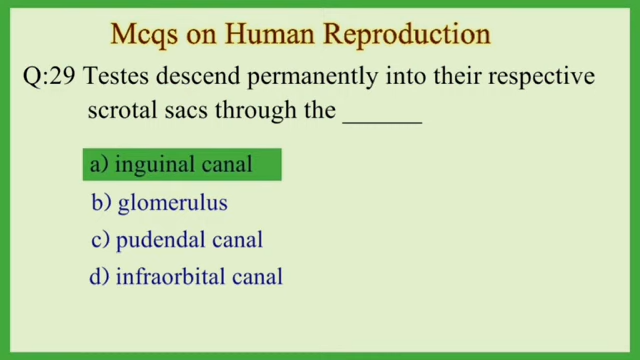 Mcqs on Human Reproduction
Q:29 Testes descend permanently into their respective
scrotal sacs through the ______
a) inguinal canal
b) glomerulus
c) pudendal canal
d) infraorbital canal